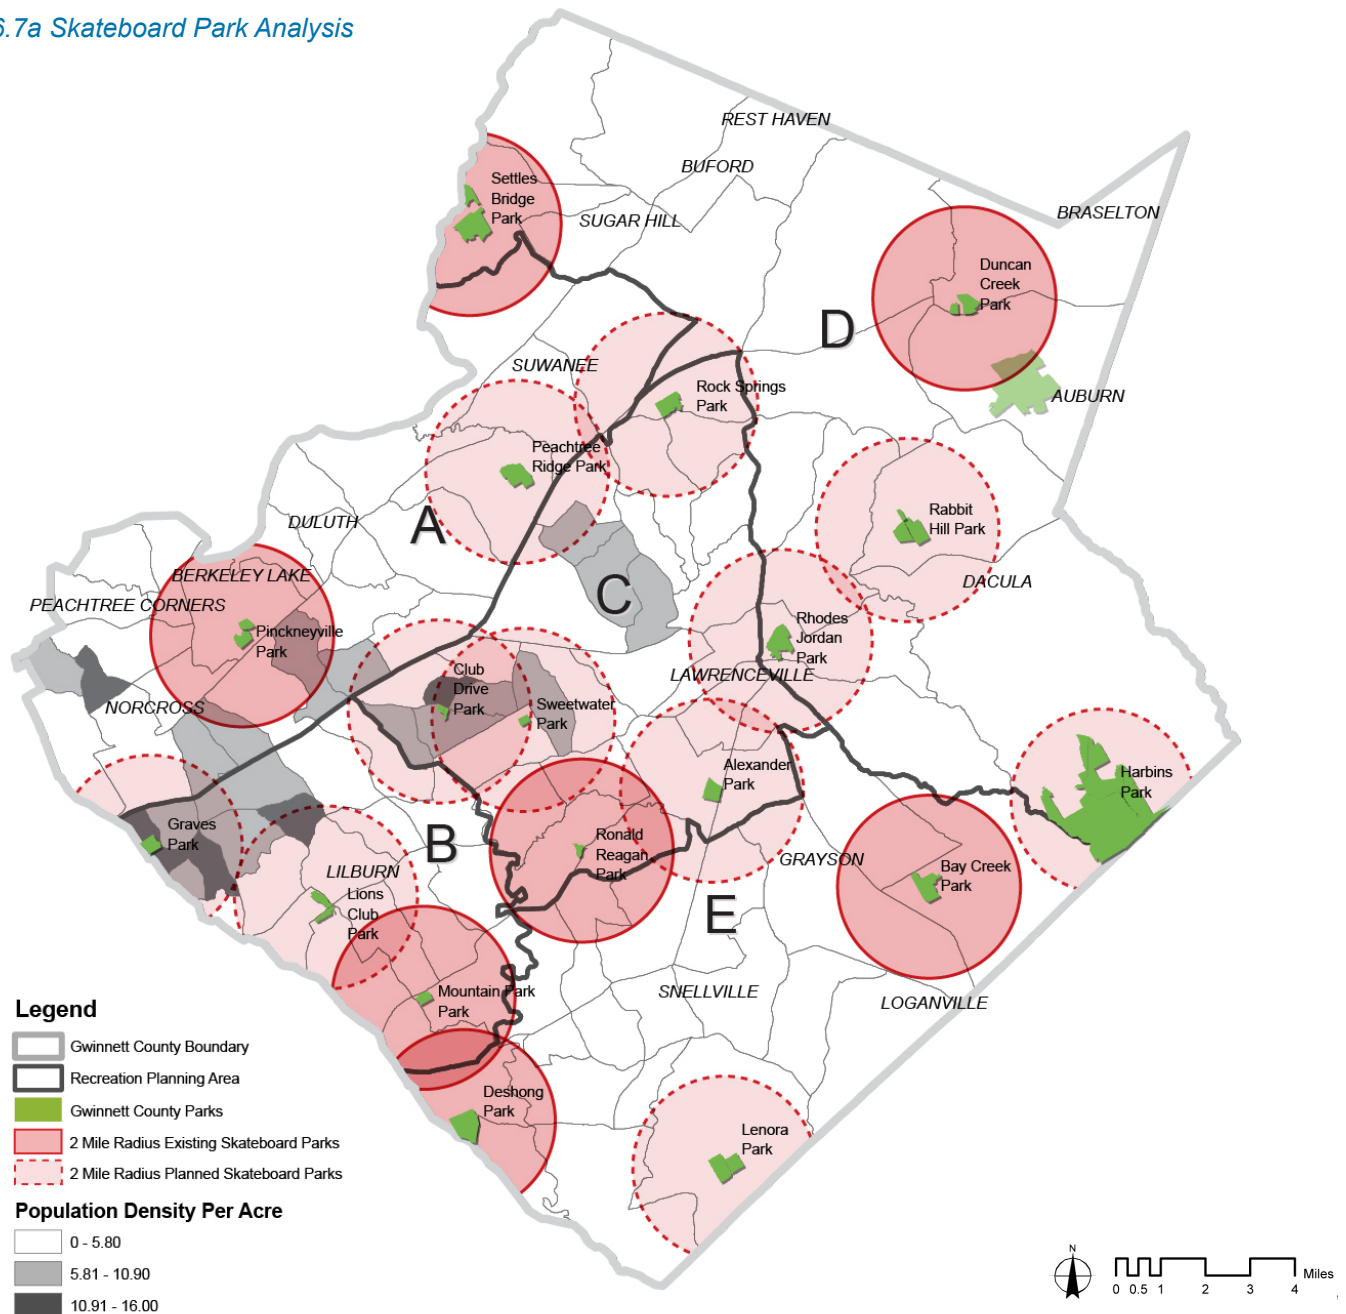 6.7a Skateboard Park Analysis
REST HAVEN
BUFORD
BRASELTON
SUGAR HILL
Settles
Bridge
Park
Duncan
Creek
Park
D
SUWANEE
AUBURN
Rock Springs
Park
Peachtree
Ridge Park
A
DULUTH
Rabbit
Hill Park
DACULA
C
BERKELEY LAKE
PEACHTREE CORNERS
Pinckneyville
Park
Rhodes
Jordan
Park
LAWRENCEVILLE
Club
Drive
Park
Sweetwater
Park
NORCROSS
Alexander
Park
Harbins
Park
Graves
Park
B
Ronald
Reagan
Park
GRAYSON
Bay Creek
Park
LILBURN
Lions
Club
Park
E
Mountain Park
Park
SNELLVILLE
LOGANVILLE
Deshong
Park
Lenora
Park
Legend
Gwinnett County Boundary
Recreation Planning Area
Gwinnett County Parks
2 Mile Radius Existing Skateboard Parks
2 Mile Radius Planned Skateboard Parks
Population Density Per Acre
0 - 5.80
5.81 - 10.90
10.91 - 16.00
N
0 0.5 1 2 3 4 Miles